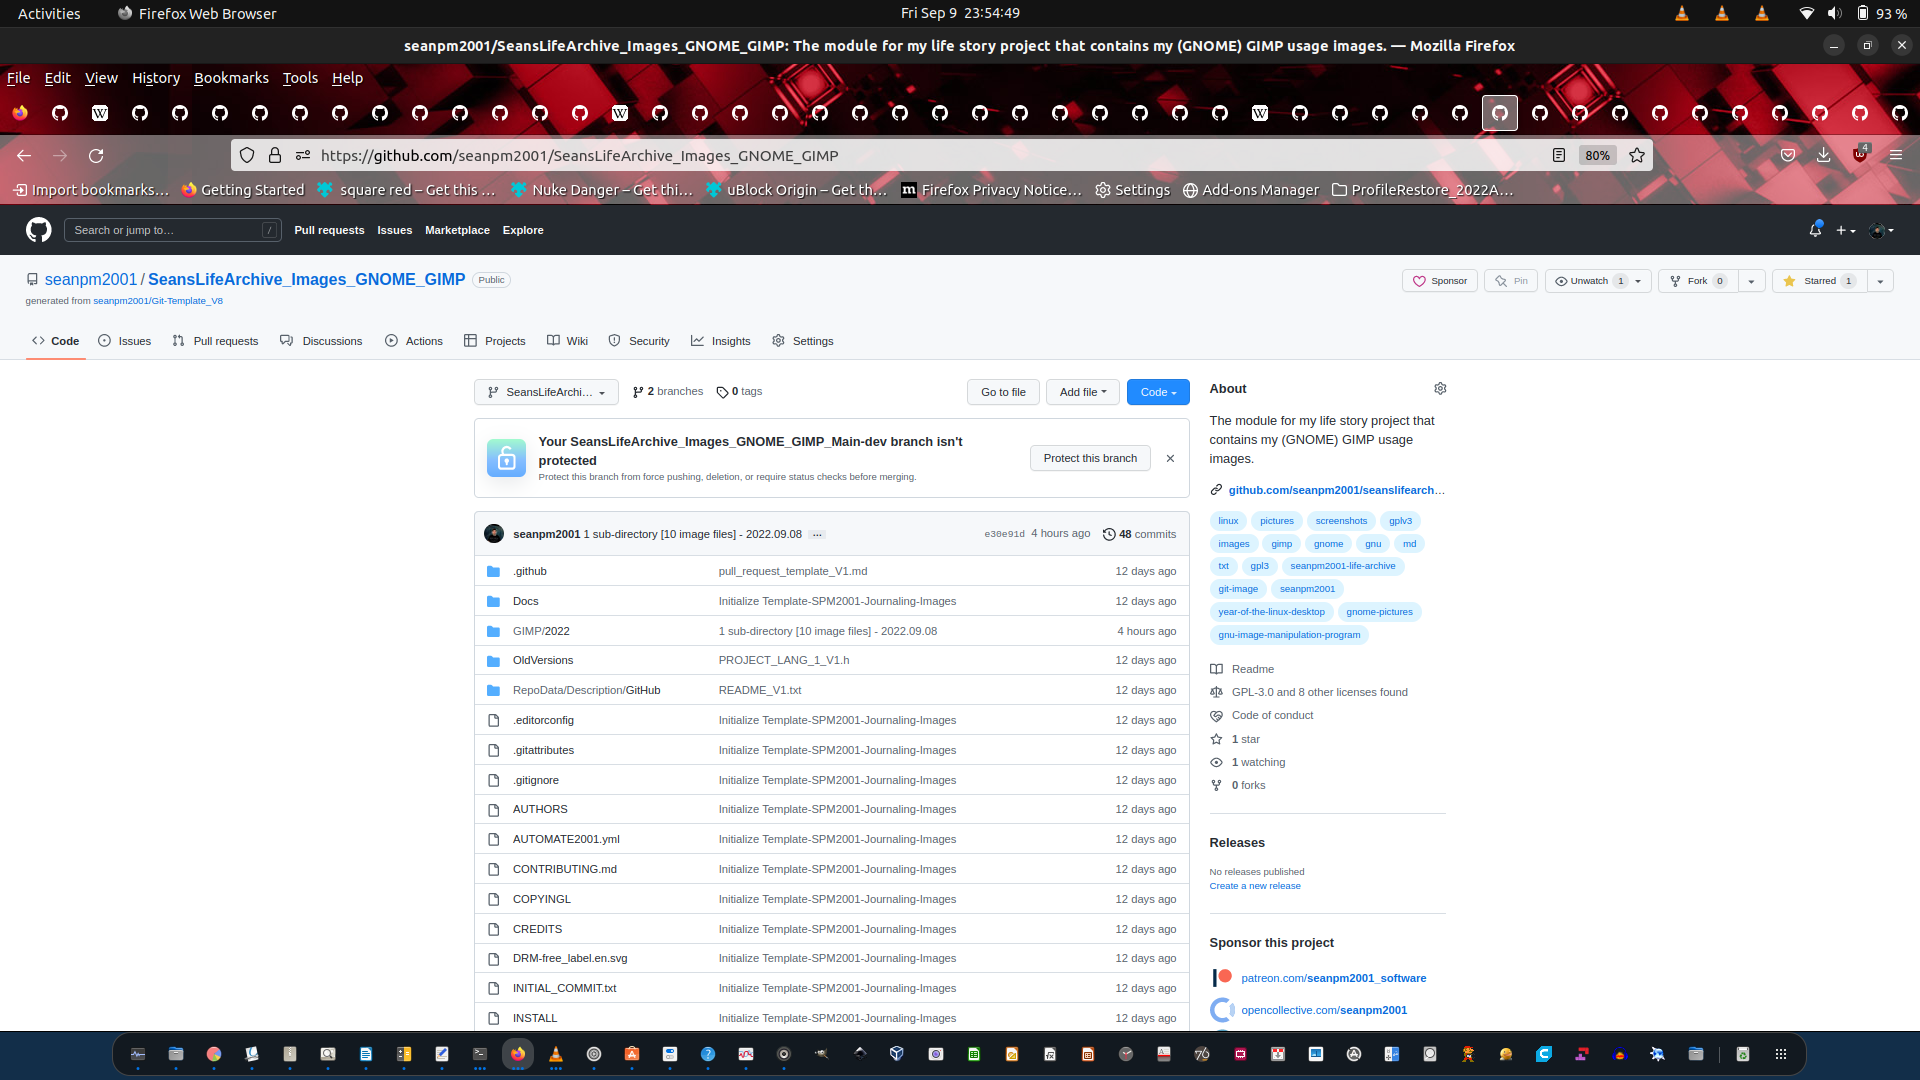 Activities
Firefox Web Browser
Fri Sep 9 23:54:49
93 %
seanpm2001/SeansLifeArchive_Images_GNOME_GIMP: The module for my life story project that contains my (GNOME) GIMP usage images. — Mozilla Firefox
File Edit View History Bookmarks Tools Help
https://github.com/seanpm2001/SeansLifeArchive_Images_GNOME_GIMP
80%
4
Import bookmarks…
Getting Started
square red – Get this …
Nuke Danger – Get thi…
uBlock Origin – Get th…
Firefox Privacy Notice…
Settings
Add-ons Manager
ProfileRestore_2022A…
Search or jump to…
/
Pull requests
Issues
Marketplace
Explore
seanpm2001 / SeansLifeArchive_Images_GNOME_GIMP
Public
Sponsor
Pin
Unwatch 1
Fork 0
Starred 1
generated from seanpm2001/Git-Template_V8
Code
Issues
Pull requests
Discussions
Actions
Projects
Wiki
Security
Insights
Settings
SeansLifeArchi…
2 branches
0 tags
Go to file
Add file
Code
Your SeansLifeArchive_Images_GNOME_GIMP_Main-dev branch isn't
protected
Protect this branch from force pushing, deletion, or require status checks before merging.
Protect this branch
seanpm2001 1 sub-directory [10 image files] - 2022.09.08 …
e30e91d 4 hours ago
48 commits
.github pull_request_template_V1.md 12 days ago
Docs Initialize Template-SPM2001-Journaling-Images 12 days ago
GIMP/2022 1 sub-directory [10 image files] - 2022.09.08 4 hours ago
OldVersions PROJECT_LANG_1_V1.h 12 days ago
RepoData/Description/GitHub README_V1.txt 12 days ago
.editorconfig Initialize Template-SPM2001-Journaling-Images 12 days ago
.gitattributes Initialize Template-SPM2001-Journaling-Images 12 days ago
.gitignore Initialize Template-SPM2001-Journaling-Images 12 days ago
AUTHORS Initialize Template-SPM2001-Journaling-Images 12 days ago
AUTOMATE2001.yml Initialize Template-SPM2001-Journaling-Images 12 days ago
CONTRIBUTING.md Initialize Template-SPM2001-Journaling-Images 12 days ago
COPYINGL Initialize Template-SPM2001-Journaling-Images 12 days ago
CREDITS Initialize Template-SPM2001-Journaling-Images 12 days ago
DRM-free_label.en.svg Initialize Template-SPM2001-Journaling-Images 12 days ago
INITIAL_COMMIT.txt Initialize Template-SPM2001-Journaling-Images 12 days ago
INSTALL Initialize Template-SPM2001-Journaling-Images 12 days ago
About
The module for my life story project that
contains my (GNOME) GIMP usage
images.
github.com/seanpm2001/seanslifearch…
linux pictures screenshots gplv3
images gimp gnome gnu md
txt gpl3 seanpm2001-life-archive
git-image seanpm2001
year-of-the-linux-desktop gnome-pictures
gnu-image-manipulation-program
Readme
GPL-3.0 and 8 other licenses found
Code of conduct
1 star
1 watching
0 forks
Releases
No releases published
Create a new release
Sponsor this project
patreon.com/seanpm2001_software
opencollective.com/seanpm2001